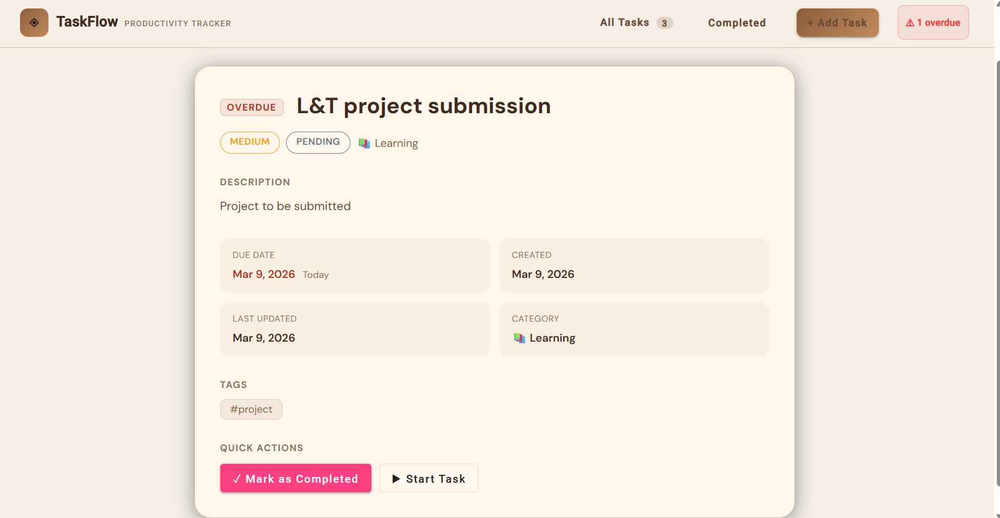 TaskFlow PRODUCTIVITY TRACKER
All Tasks 3
Completed
+ Add Task
⚠ 1 overdue
OVERDUE L&T project submission
MEDIUM PENDING 📚 Learning
DESCRIPTION
Project to be submitted
DUE DATE
Mar 9, 2026 Today
CREATED
Mar 9, 2026
LAST UPDATED
Mar 9, 2026
CATEGORY
📚 Learning
TAGS
#project
QUICK ACTIONS
✓ Mark as Completed
▶ Start Task